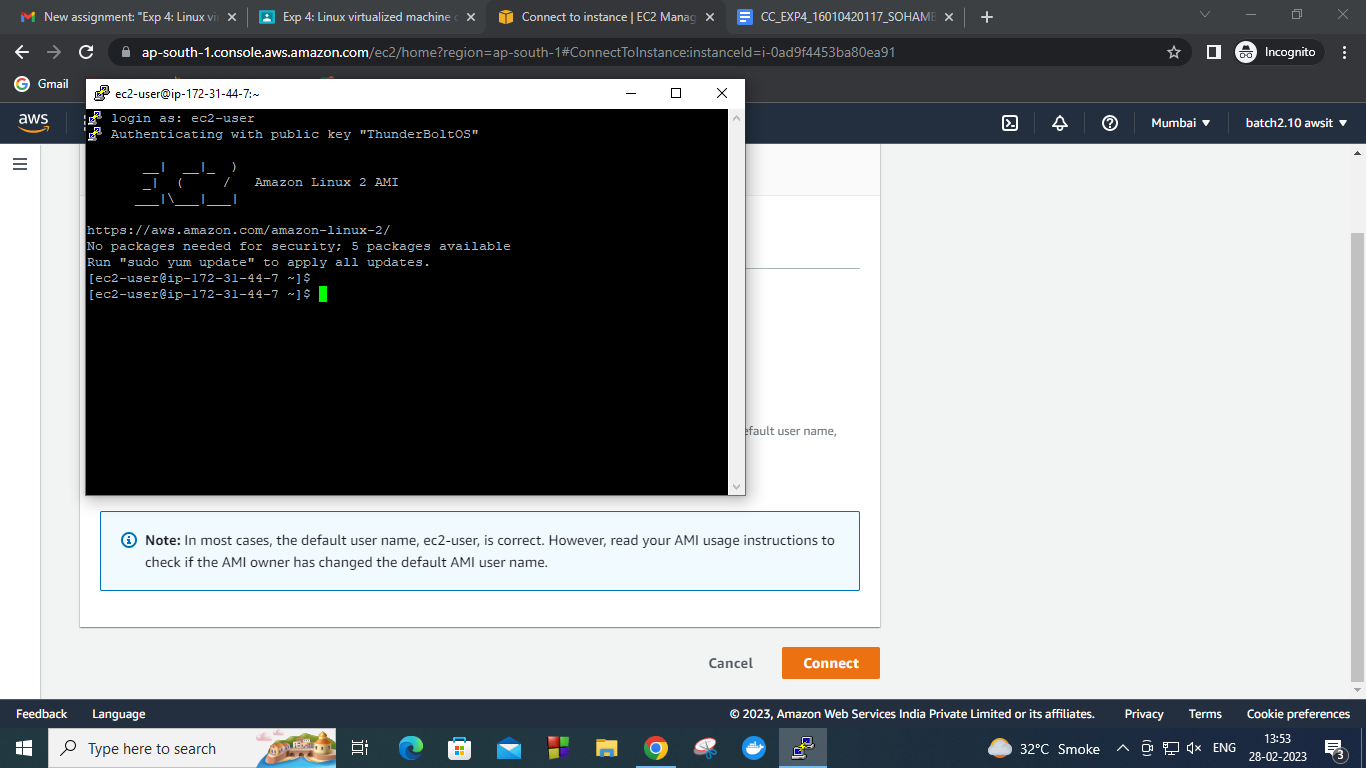 New assignment: "Exp 4: Linux vi
Exp 4: Linux virtualized machine
Connect to instance | EC2 Manag
CC_EXP4_16010420117_SOHAME
ap-south-1.console.aws.amazon.com/ec2/home?region=ap-south-1#ConnectToInstance:instanceId=i-0ad9f4453ba80ea91
Incognito
Gmail
ec2-user@ip-172-31-44-7:~
aws
Mumbai
batch2.10 awsit
login as: ec2-user
Authenticating with public key "ThunderBoltOS"
__|  __|_  )
_|  (     /   Amazon Linux 2 AMI
___|\___|___|
https://aws.amazon.com/amazon-linux-2/
No packages needed for security; 5 packages available
Run "sudo yum update" to apply all updates.
[ec2-user@ip-172-31-44-7 ~]$
[ec2-user@ip-172-31-44-7 ~]$
efault user name,
Note: In most cases, the default user name, ec2-user, is correct. However, read your AMI usage instructions to
check if the AMI owner has changed the default AMI user name.
Cancel
Connect
Feedback
Language
© 2023, Amazon Web Services India Private Limited or its affiliates.
Privacy
Terms
Cookie preferences
Type here to search
32°C Smoke
ENG
13:53
28-02-2023
3